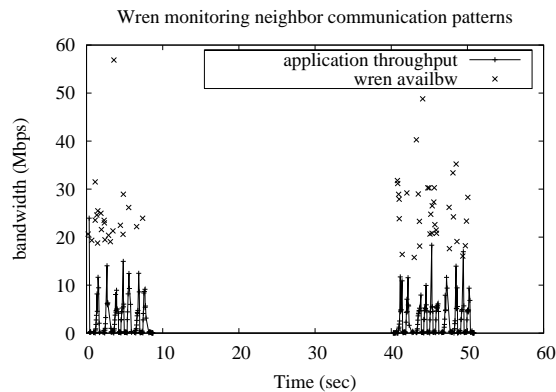 Wren monitoring neighbor communication patterns
application throughput
wren availbw
bandwidth (Mbps)
60
50
40
30
20
10
0
0 10 20 30 40 50 60
Time (sec)